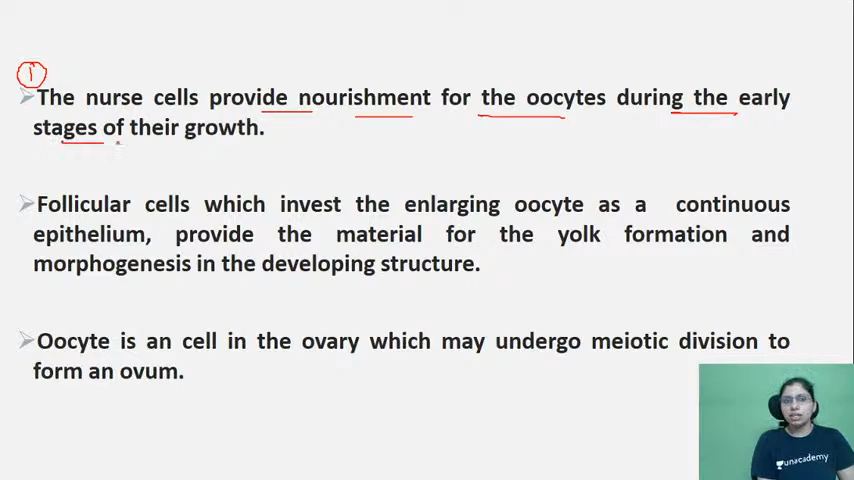 1
➢The nurse cells provide nourishment for the oocytes during the early
stages of their growth.
➢Follicular cells which invest the enlarging oocyte as a continuous
epithelium, provide the material for the yolk formation and
morphogenesis in the developing structure.
➢Oocyte is an cell in the ovary which may undergo meiotic division to
form an ovum.
unacademy